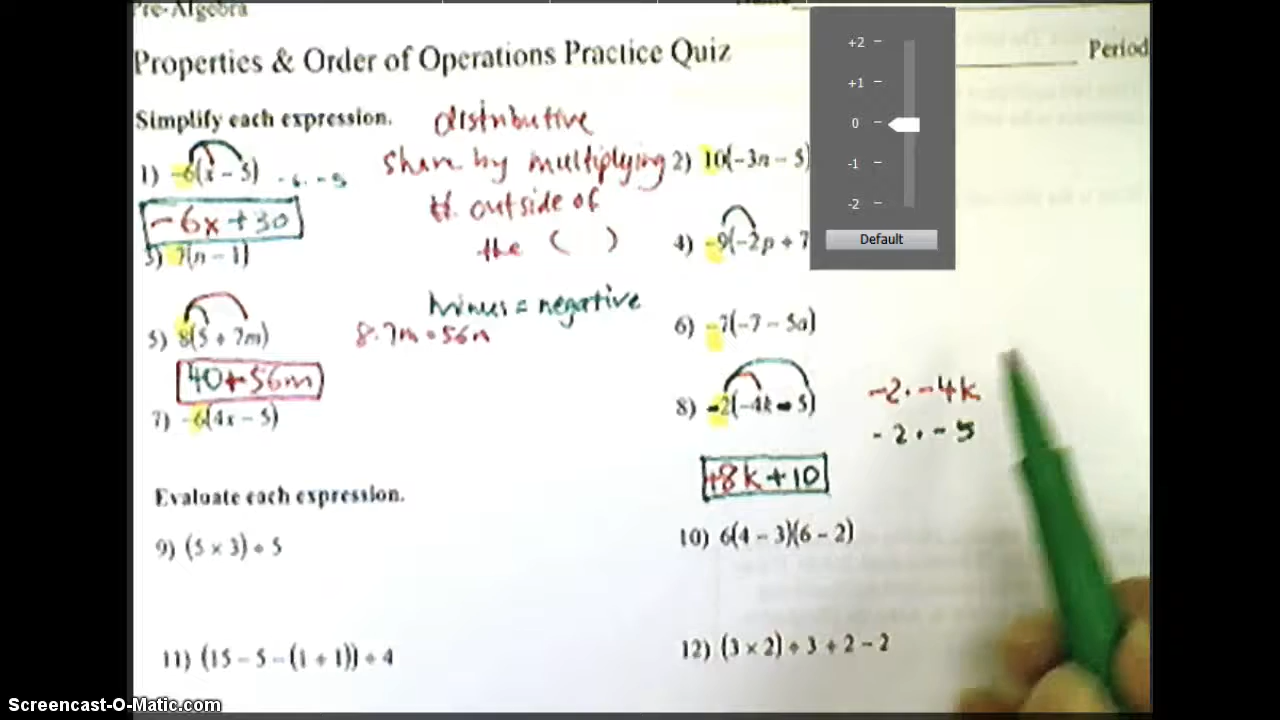 Pre-Algebra
Properties & Order of Operations Practice Quiz
Period
Simplify each expression.
distributive
share by multiplying
outside of
the ( )
1) -6(x - 5)
-6 · -5
-6x + 30
2) 10(-3n - 5)
3) 7(n - 1)
4) -9(-2p + 7
minus = negative
5) 8(5 + 7m)
8·7m = 56m
40 + 56m
6) -7(-7 - 5a)
7) -6(4x - 5)
8) -2(-4k - 5)
-2 · -4k
-2 · -5
+8k + 10
Evaluate each expression.
9) (5 × 3) ÷ 5
10) 6(4 - 3)(6 - 2)
11) (15 - 5 - (1 + 1)) ÷ 4
12) (3 × 2) ÷ 3 + 2 - 2
+2
+1
0
-1
-2
Default
Screencast-O-Matic.com